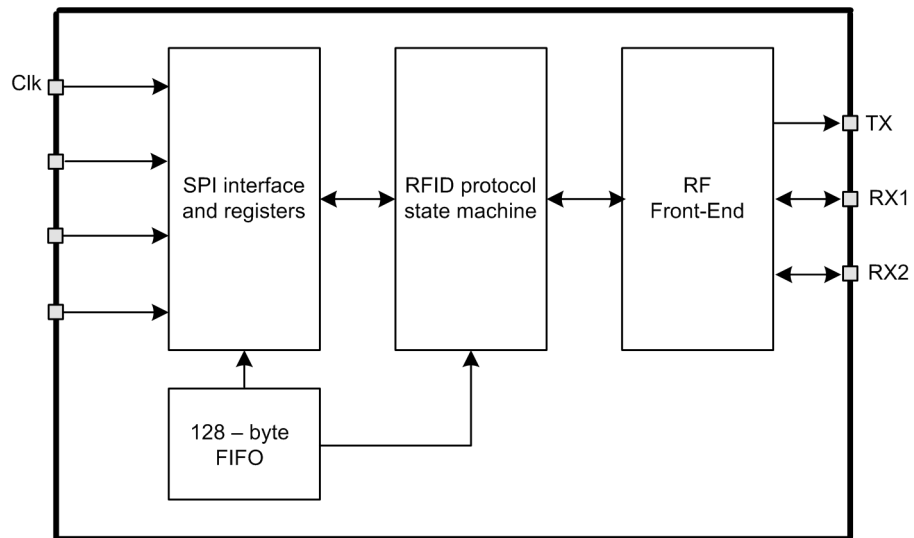 Clk
SPI interface
and registers
RFID protocol
state machine
RF
Front-End
TX
RX1
RX2
128 – byte
FIFO